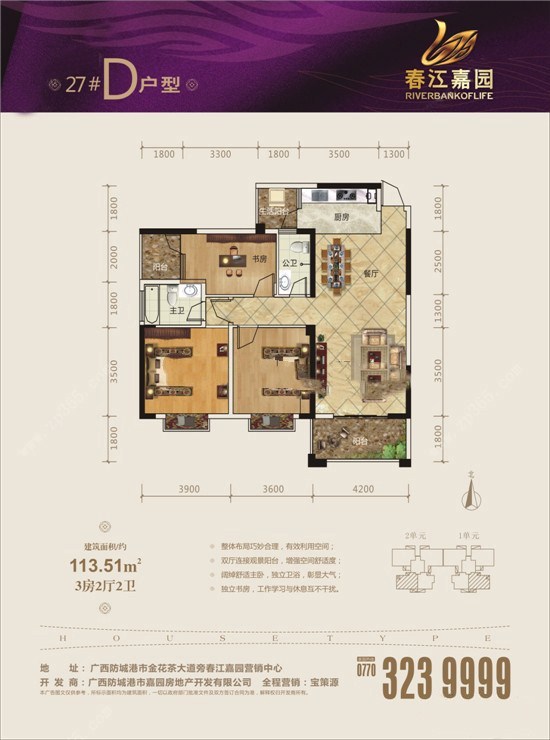 27# D户型
春江嘉园
RIVERBANKOFLIFE
1800 3300 1800 3500 1300
1800 2000 1800 3500 1800
1800 2500 1300 3500 1800
生活阳台
厨房
阳台
书房
公卫
餐厅
主卫
阳台
3900 3600 4200
北
建筑面积/约
113.51m²
3房2厅2卫
整体布局巧妙合理，有效利用空间；
双厅连接观景阳台，增强空间舒适度；
阔绰舒适主卧，独立卫浴，彰显大气；
独立书房，工作学习与休息互不干扰。
2单元 1单元
HOUSETYPE
地 址：广西防城港市金花茶大道旁春江嘉园营销中心
开 发 商：广西防城港市嘉园房地产开发有限公司 全程营销：宝策源
0770 323 9999